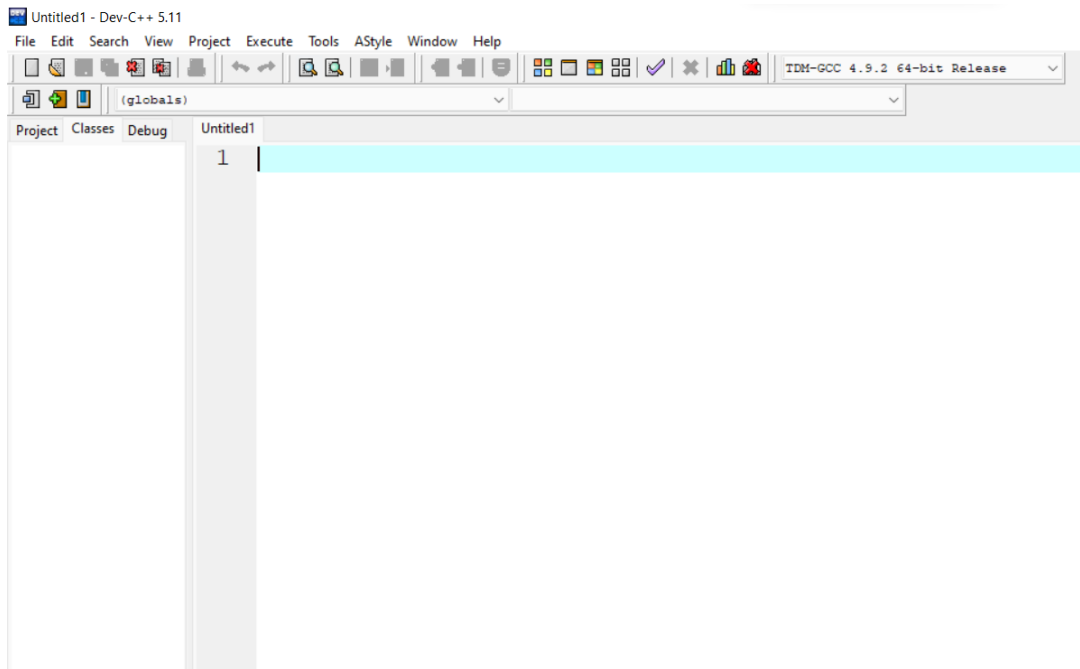 Untitled1 - Dev-C++ 5.11
File Edit Search View Project Execute Tools AStyle Window Help
TDM-GCC 4.9.2 64-bit Release
(globals)
Project Classes Debug Untitled1
1